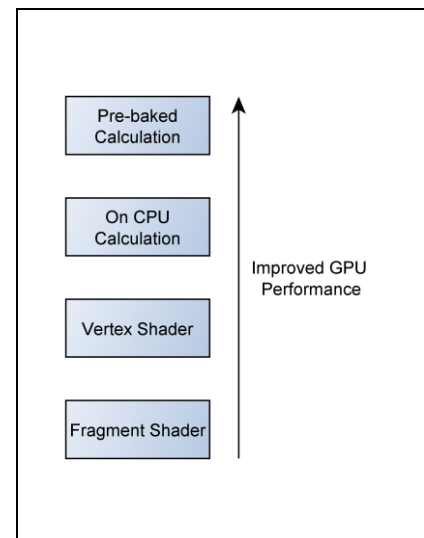 Pre-baked
Calculation
On CPU
Calculation
Improved GPU
Performance
Vertex Shader
Fragment Shader